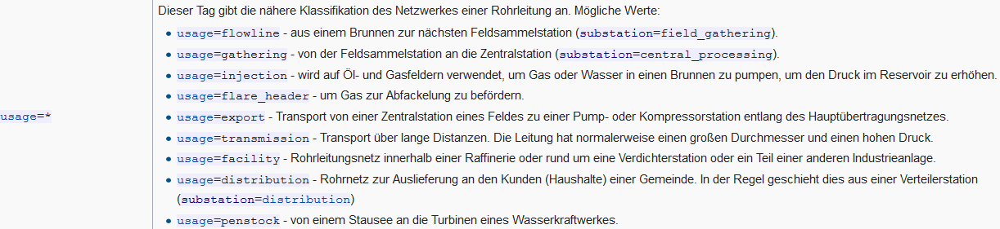 Dieser Tag gibt die nähere Klassifikation des Netzwerkes einer Rohrleitung an. Mögliche Werte:
usage=flowline - aus einem Brunnen zur nächsten Feldsammelstation (substation=field_gathering).
usage=gathering - von der Feldsammelstation an die Zentralstation (substation=central_processing).
usage=injection - wird auf Öl- und Gasfeldern verwendet, um Gas oder Wasser in einen Brunnen zu pumpen, um den Druck im Reservoir zu erhöhen.
usage=flare_header - um Gas zur Abfackelung zu befördern.
usage=* 
usage=export - Transport von einer Zentralstation eines Feldes zu einer Pump- oder Kompressorstation entlang des Hauptübertragungsnetzes.
usage=transmission - Transport über lange Distanzen. Die Leitung hat normalerweise einen großen Durchmesser und einen hohen Druck.
usage=facility - Rohrleitungsnetz innerhalb einer Raffinerie oder rund um eine Verdichterstation oder ein Teil einer anderen Industrieanlage.
usage=distribution - Rohrnetz zur Auslieferung an den Kunden (Haushalte) einer Gemeinde. In der Regel geschieht dies aus einer Verteilerstation
(substation=distribution)
usage=penstock - von einem Stausee an die Turbinen eines Wasserkraftwerkes.